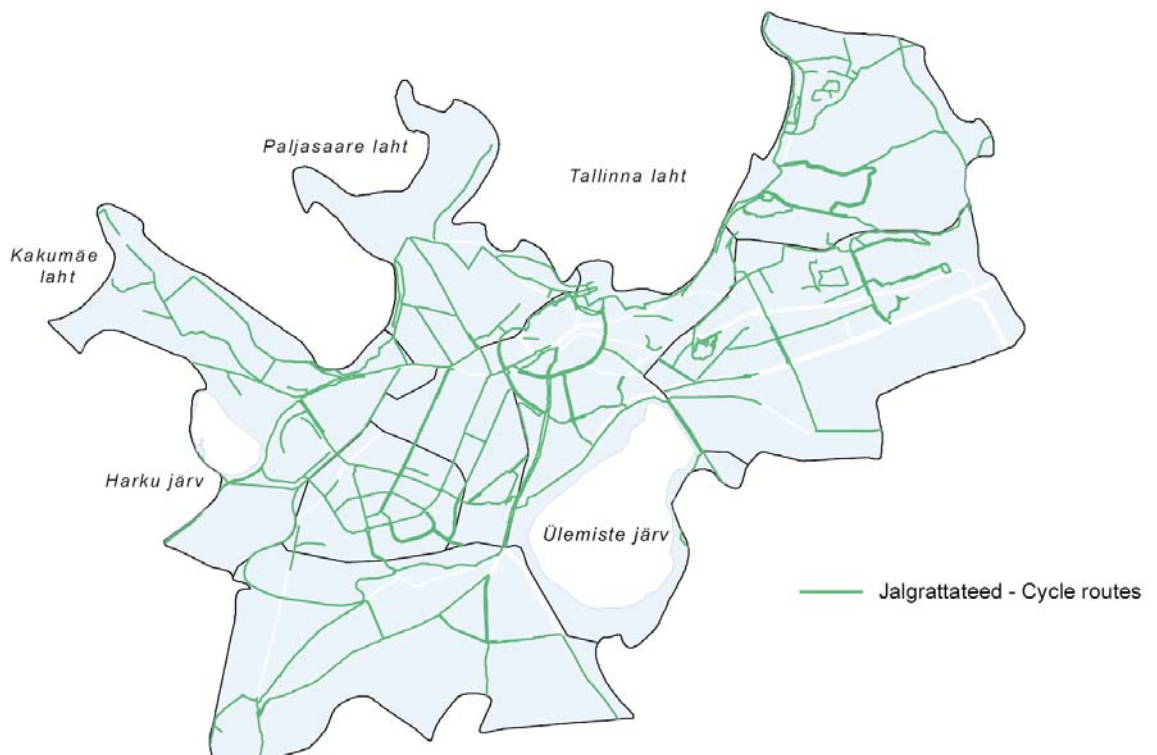 Paljasaare laht
Tallinna laht
Kakumäe
laht
Harku järv
Ülemiste järv
Jalgrattateed - Cycle routes